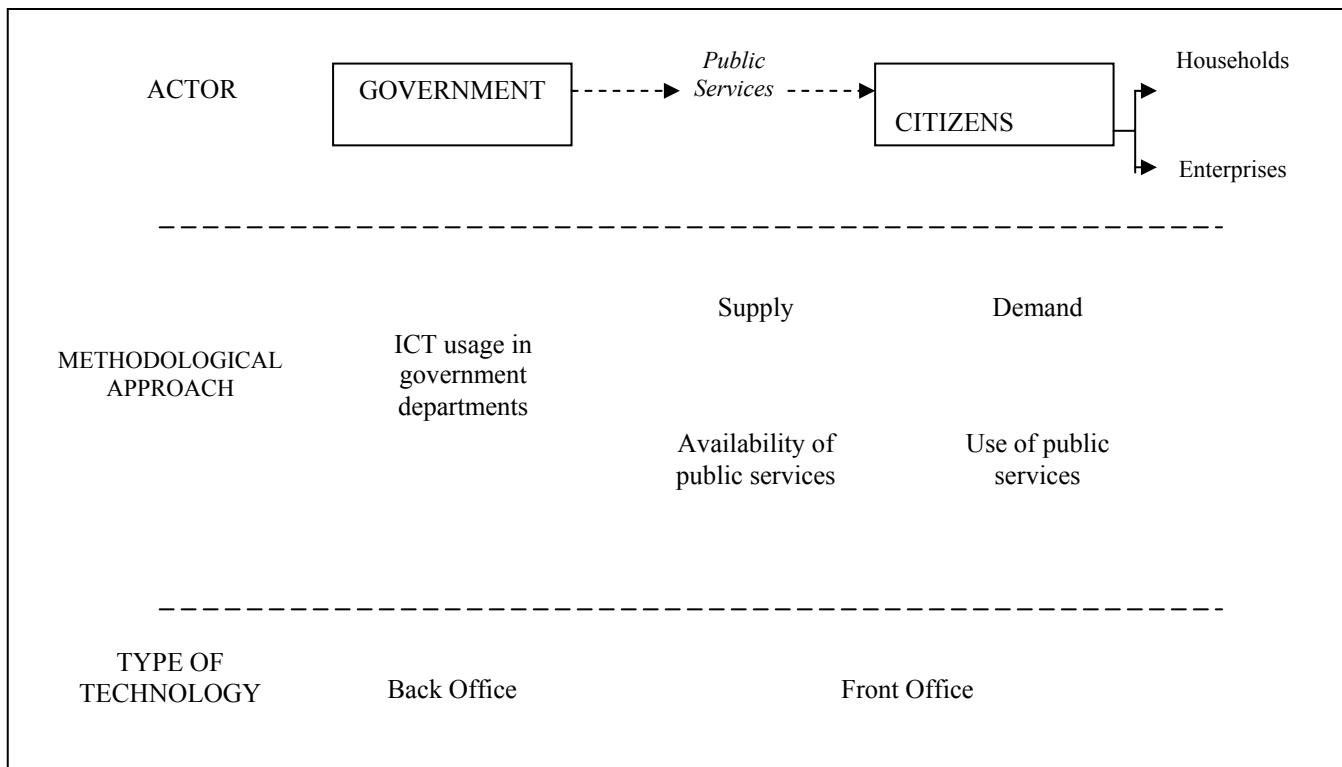 ACTOR
GOVERNMENT
Public
Services
CITIZENS
Households
Enterprises
METHODOLOGICAL
APPROACH
ICT usage in
government
departments
Supply
Availability of
public services
Demand
Use of public
services
TYPE OF
TECHNOLOGY
Back Office
Front Office